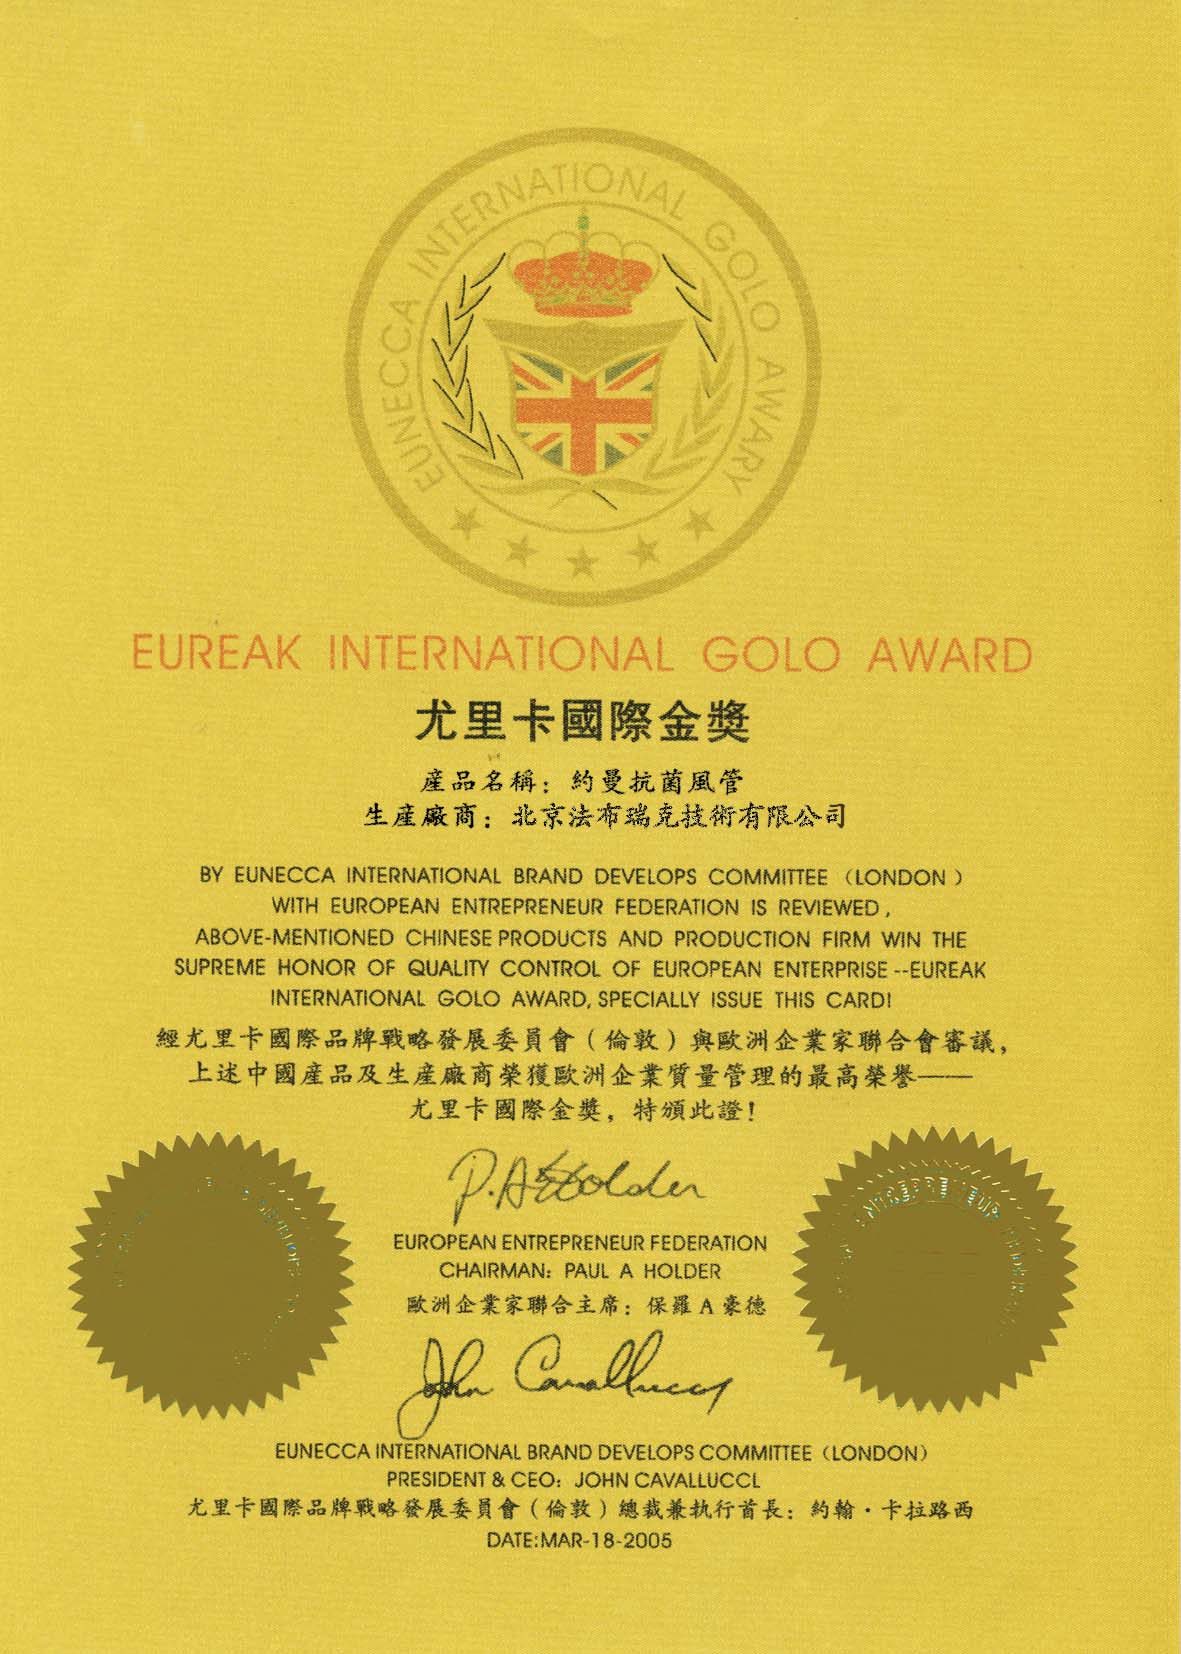 EUNECCA INTERNATIONAL GOLO AWARY
EUREAK INTERNATIONAL GOLO AWARD
尤里卡國際金獎
産品名稱：約曼抗菌風管
生産廠商：北京法布瑞克技術有限公司
BY EUNECCA INTERNATIONAL BRAND DEVELOPS COMMITTEE （LONDON ）
WITH EUROPEAN ENTREPRENEUR FEDERATION IS REVIEWED ,
ABOVE-MENTIONED CHINESE PRODUCTS AND PRODUCTION FIRM WIN THE
SUPREME HONOR OF QUALITY CONTROL OF EUROPEAN ENTERPRISE --EUREAK
INTERNATIONAL GOLO AWARD, SPECIALLY ISSUE THIS CARD!
經尤里卡國際品牌戰略發展委員會（倫敦）與歐洲企業家聯合會審議，
上述中國産品及生産廠商榮獲歐洲企業質量管理的最高榮譽——
尤里卡國際金獎，特頒此證！
P. A Holder
EUROPEAN ENTREPRENEUR FEDERATION
CHAIRMAN：PAUL A HOLDER
歐洲企業家聯合主席：保羅 A 豪德
John Cavallucci
EUNECCA INTERNATIONAL BRAND DEVELOPS COMMITTEE（LONDON）
PRESIDENT & CEO：JOHN CAVALLUCCL
尤里卡國際品牌戰略發展委員會（倫敦）總裁兼執行首長：約翰·卡拉路西
DATE:MAR-18-2005
ENTREPRENEUR